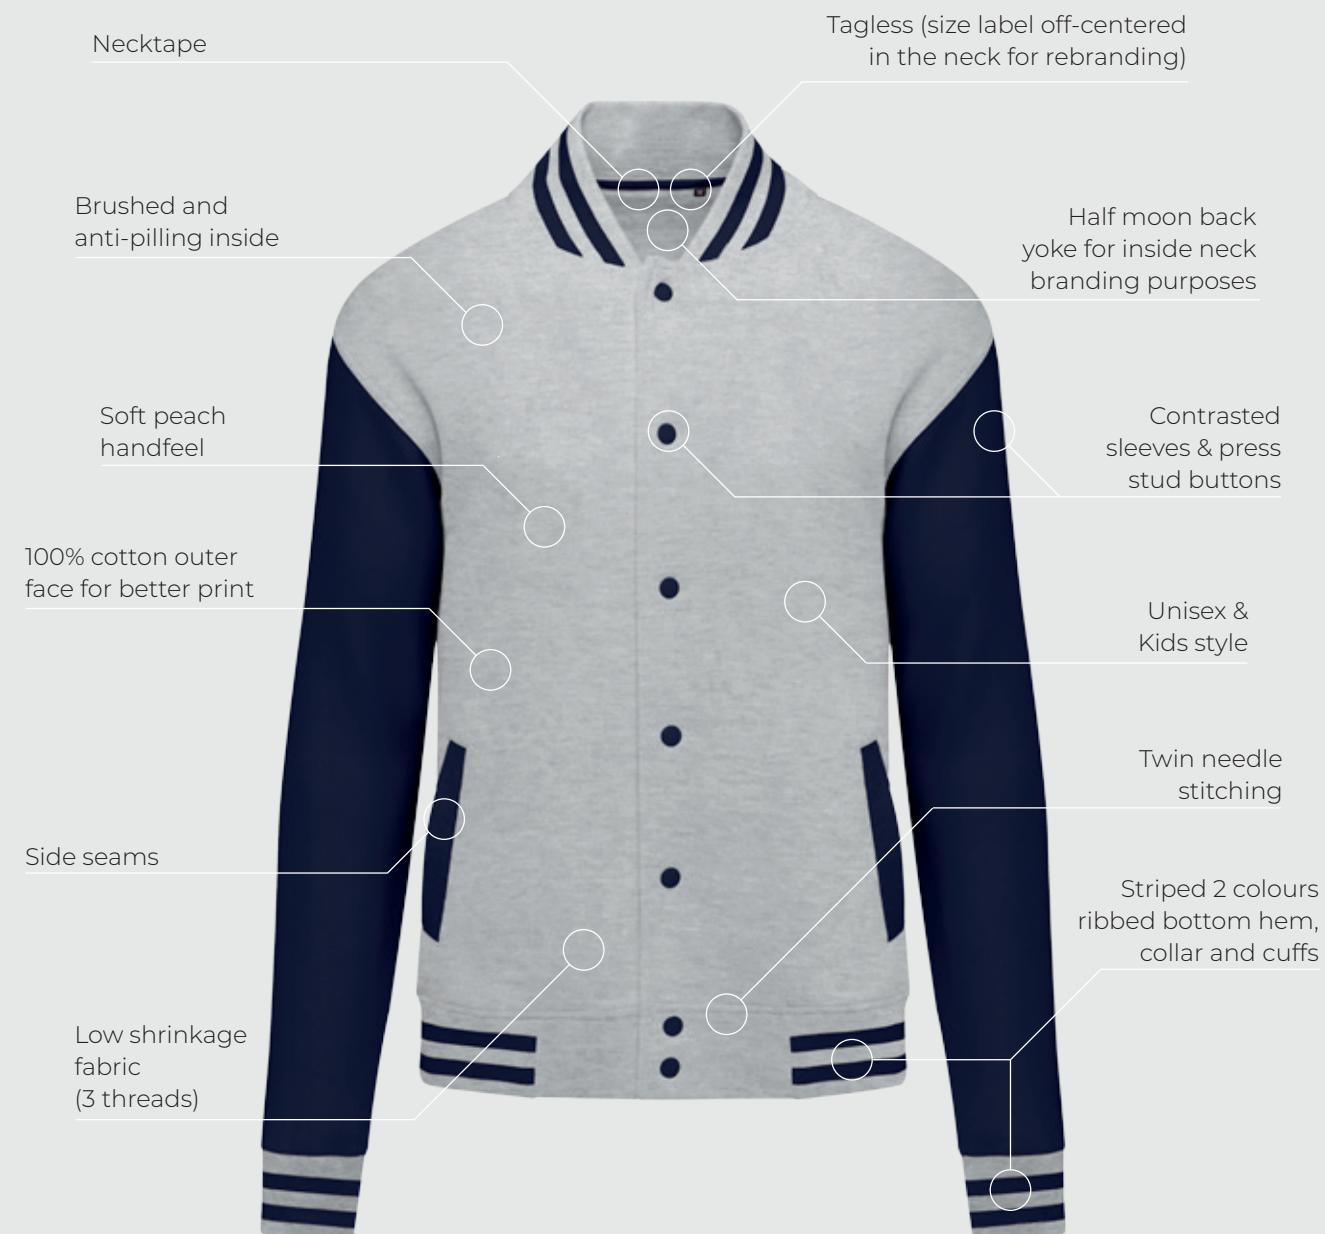 Necktape
Tagless (size label off-centered
in the neck for rebranding)
Brushed and
anti-pilling inside
Half moon back
yoke for inside neck
branding purposes
Soft peach
handfeel
Contrasted
sleeves & press
stud buttons
100% cotton outer
face for better print
Unisex &
Kids style
Twin needle
stitching
Side seams
Striped 2 colours
ribbed bottom hem,
collar and cuffs
Low shrinkage
fabric
(3 threads)